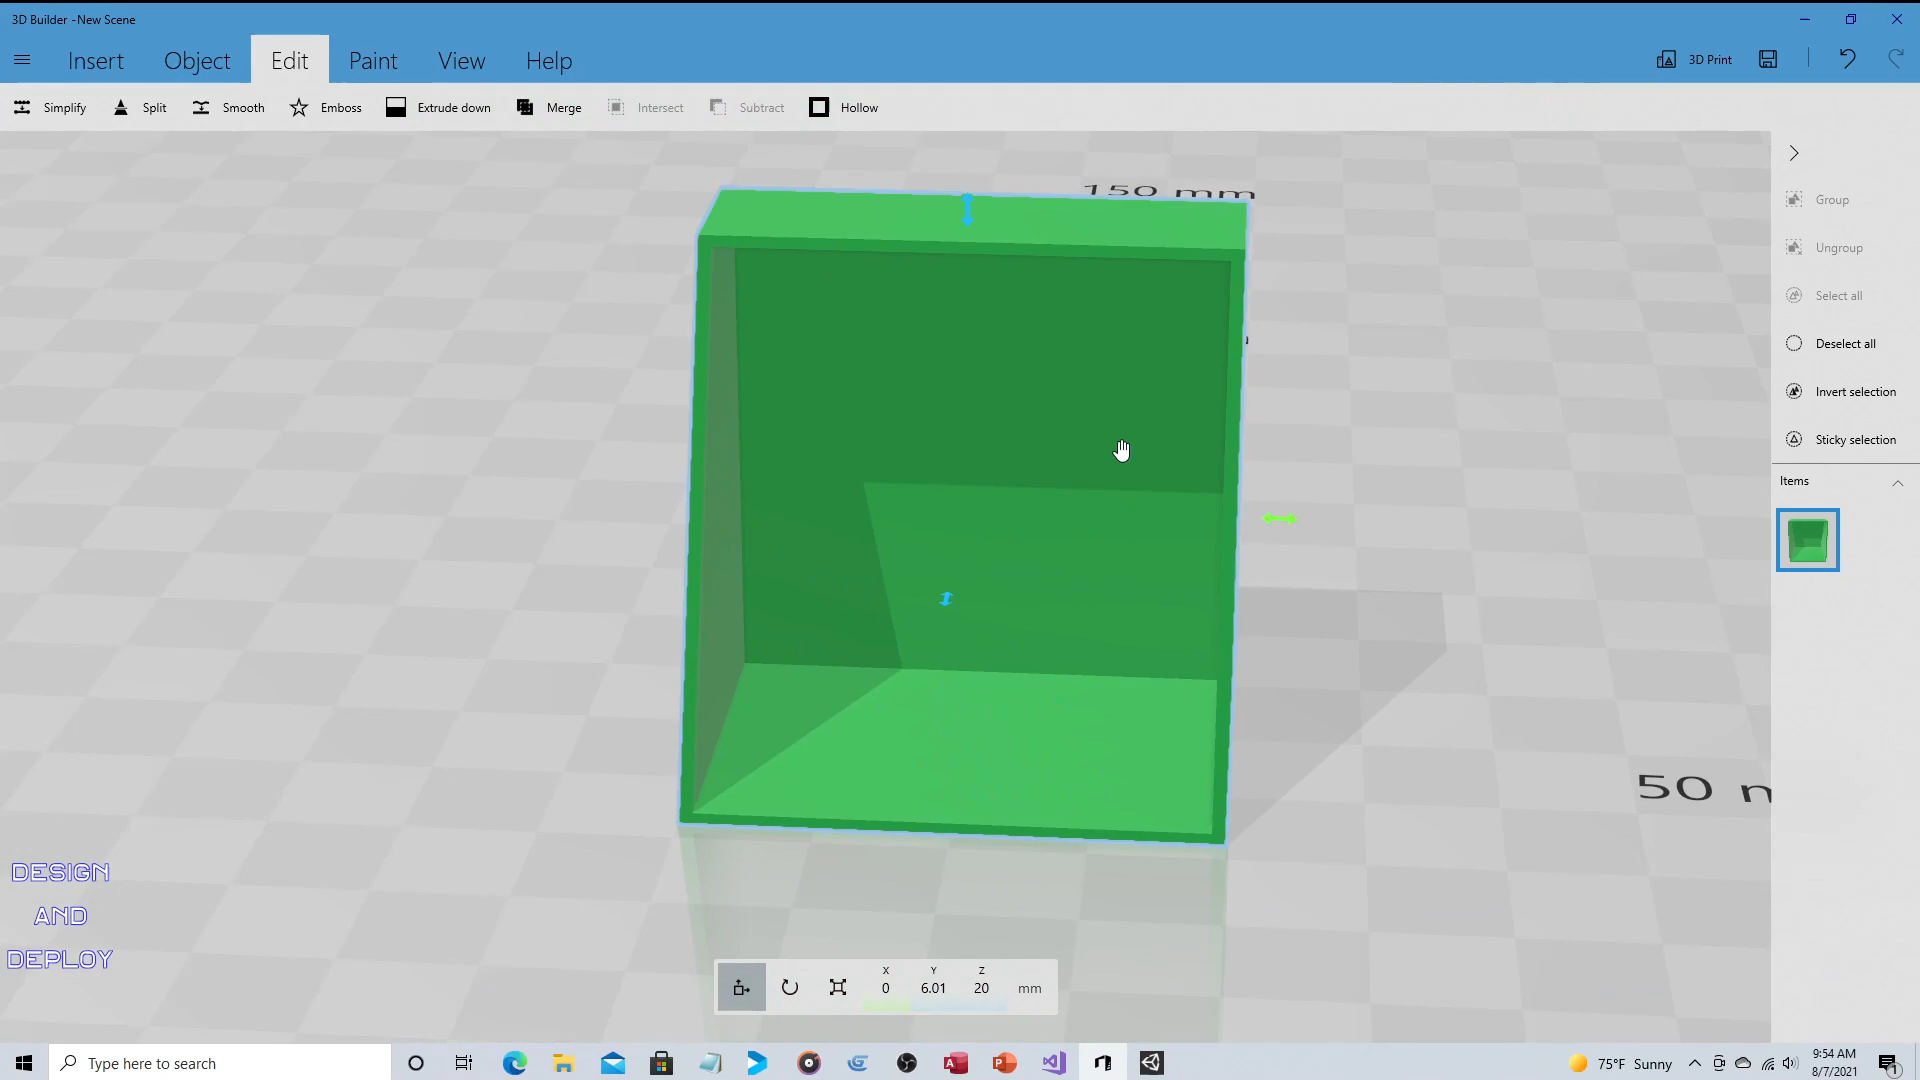 3D Builder -New Scene
Insert
Object
Edit
Paint
View
Help
3D Print
Simplify
Split
Smooth
Emboss
Extrude down
Merge
Intersect
Subtract
Hollow
150 mm
Group
Ungroup
Select all
Deselect all
Invert selection
Sticky selection
Items
50
DESIGN
AND
DEPLOY
X Y Z
0 6.01 20 mm
Type here to search
75°F Sunny
9:54 AM
8/7/2021
1